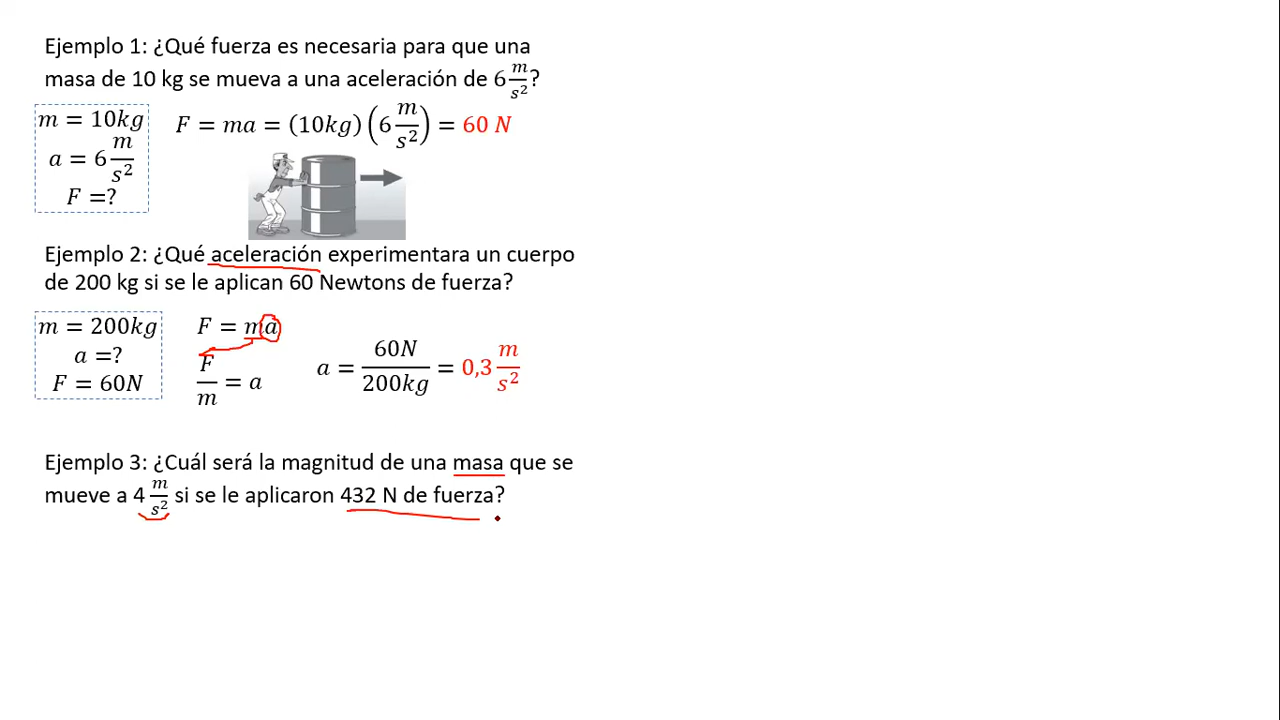 Ejemplo 1: ¿Qué fuerza es necesaria para que una
masa de 10 kg se mueva a una aceleración de 6 m/s²?
m = 10kg
a = 6 m/s²
F =?
F = ma = (10kg)(6 m/s²) = 60 N
Ejemplo 2: ¿Qué aceleración experimentara un cuerpo
de 200 kg si se le aplican 60 Newtons de fuerza?
m = 200kg
a =?
F = 60N
F = ma
F/m = a
a = 60N/200kg = 0,3 m/s²
Ejemplo 3: ¿Cuál será la magnitud de una masa que se
mueve a 4 m/s² si se le aplicaron 432 N de fuerza?